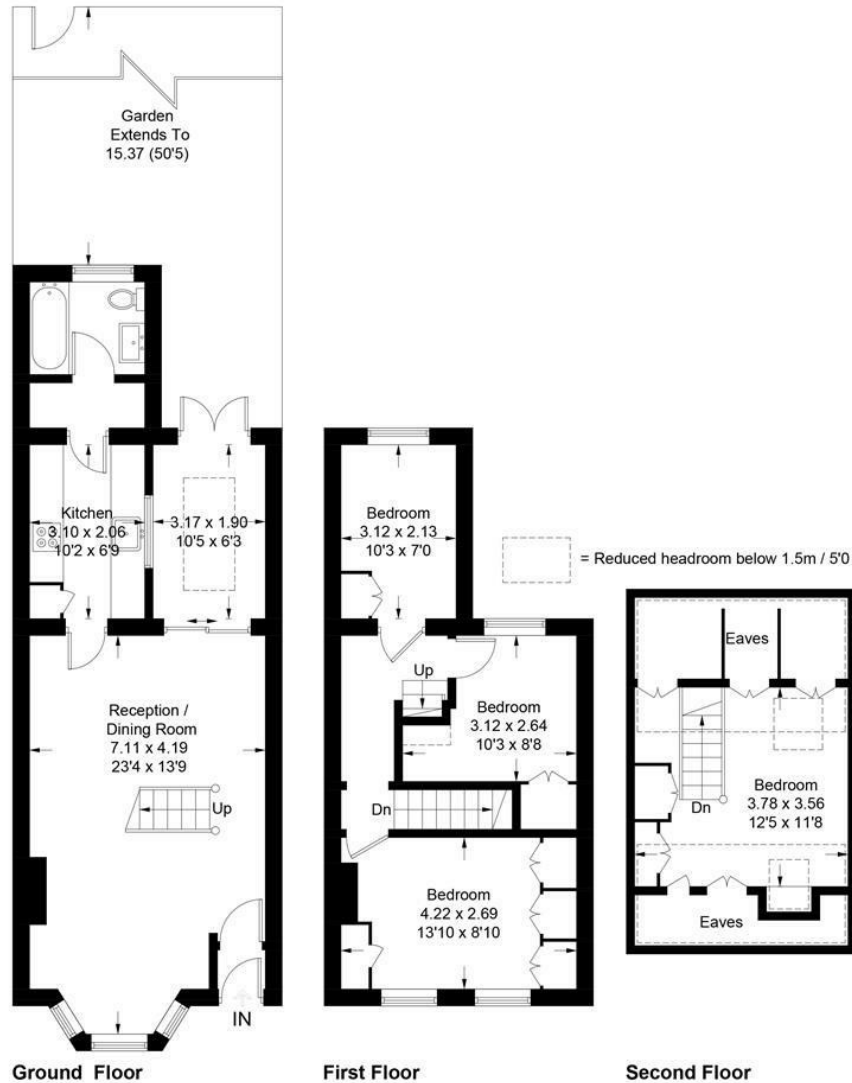 Garden
Extends To
15.37 (50'5)
Kitchen
3.10 x 2.06
10'2 x 6'9
3.17 x 1.90
10'5 x 6'3
Reception /
Dining Room
7.11 x 4.19
23'4 x 13'9
Up
IN
Ground Floor
Bedroom
3.12 x 2.13
10'3 x 7'0
= Reduced headroom below 1.5m / 5'0
Up
Bedroom
3.12 x 2.64
10'3 x 8'8
Dn
Bedroom
4.22 x 2.69
13'10 x 8'10
First Floor
Eaves
Bedroom
3.78 x 3.56
12'5 x 11'8
Dn
Eaves
Second Floor